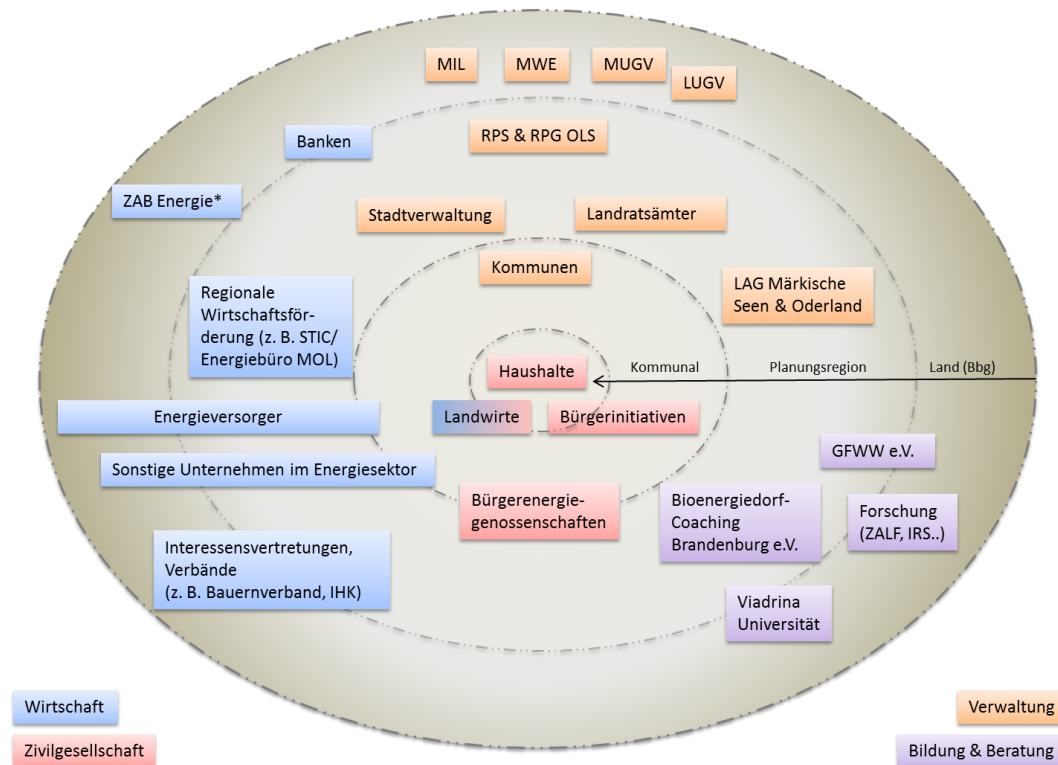 MIL
MWE
MUGV
LUGV
Banken
RPS & RPG OLS
ZAB Energie*
Stadtverwaltung
Landratsämter
Kommunen
Regionale
Wirtschaftsför-
derung (z. B. STIC/
Energiebüro MOL)
LAG Märkische
Seen & Oderland
Haushalte
Kommunal
Planungsregion
Land (Bbg)
Energieversorger
Landwirte
Bürgerinitiativen
Sonstige Unternehmen im Energiesektor
GFWW e.V.
Bürgerenergie-
genossenschaften
Bioenergiedorf-
Coaching
Brandenburg e.V.
Forschung
(ZALF, IRS..)
Interessensvertretungen,
Verbände
(z. B. Bauernverband, IHK)
Viadrina
Universität
Wirtschaft
Verwaltung
Zivilgesellschaft
Bildung & Beratung